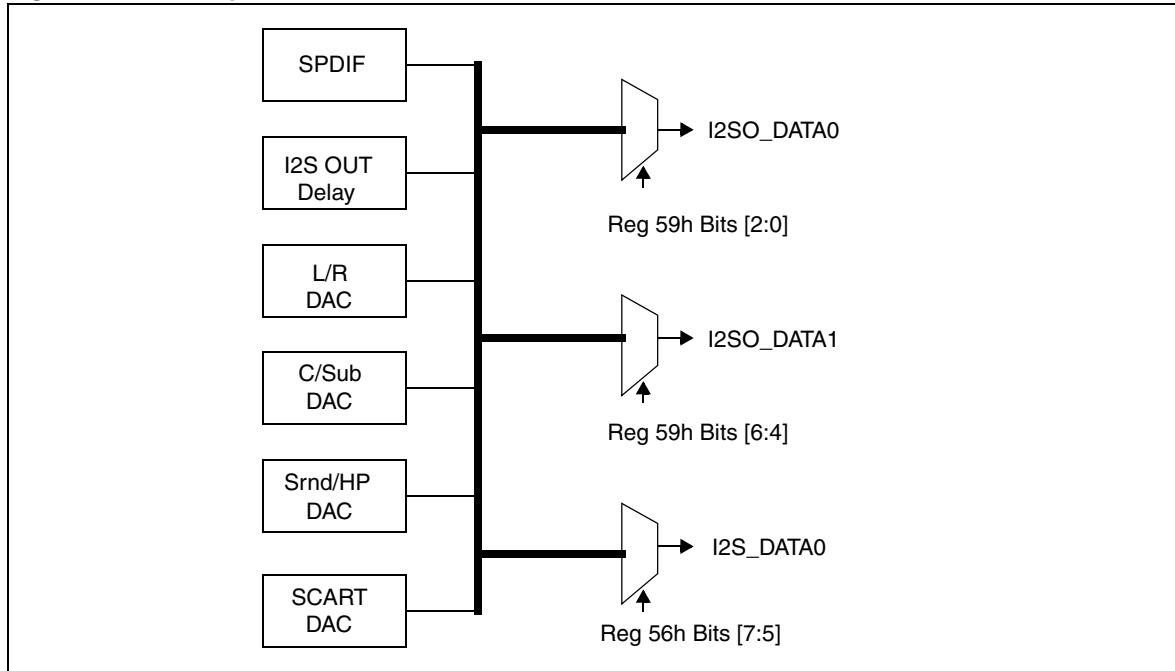 SPDIF
I2S OUT
Delay
L/R
DAC
C/Sub
DAC
Srnd/HP
DAC
SCART
DAC
I2SO_DATA0
Reg 59h Bits [2:0]
I2SO_DATA1
Reg 59h Bits [6:4]
I2S_DATA0
Reg 56h Bits [7:5]